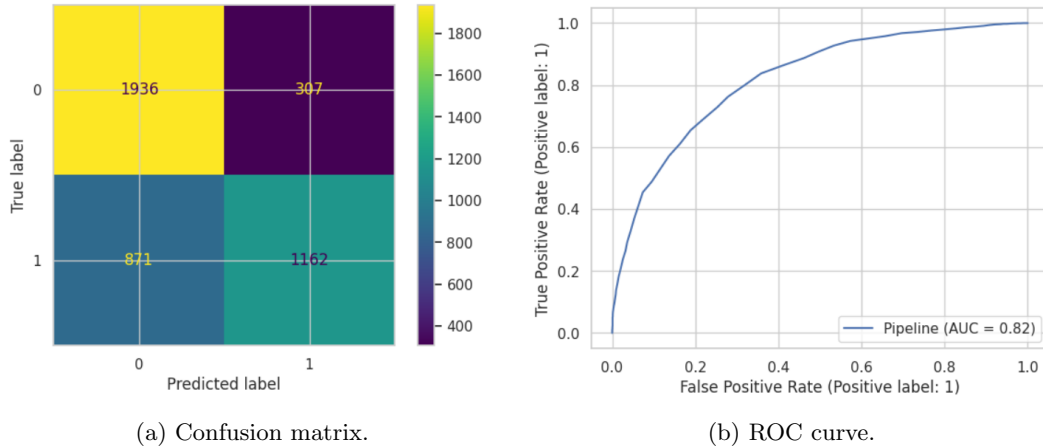 1936
307
871
1162
0
1
True label
0
1
Predicted label
1800
1600
1400
1200
1000
800
600
400
(a) Confusion matrix.
1.0
0.8
0.6
0.4
0.2
0.0
True Positive Rate (Positive label: 1)
Pipeline (AUC = 0.82)
0.0 0.2 0.4 0.6 0.8 1.0
False Positive Rate (Positive label: 1)
(b) ROC curve.